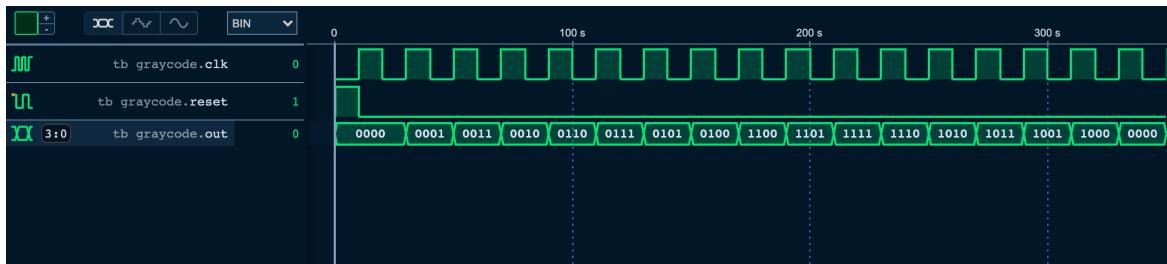 +
-
BIN
0 100 s 200 s 300 s
tb graycode.clk 0
tb graycode.reset 1
3:0 tb graycode.out 0
0000 0001 0011 0010 0110 0111 0101 0100 1100 1101 1111 1110 1010 1011 1001 1000 0000